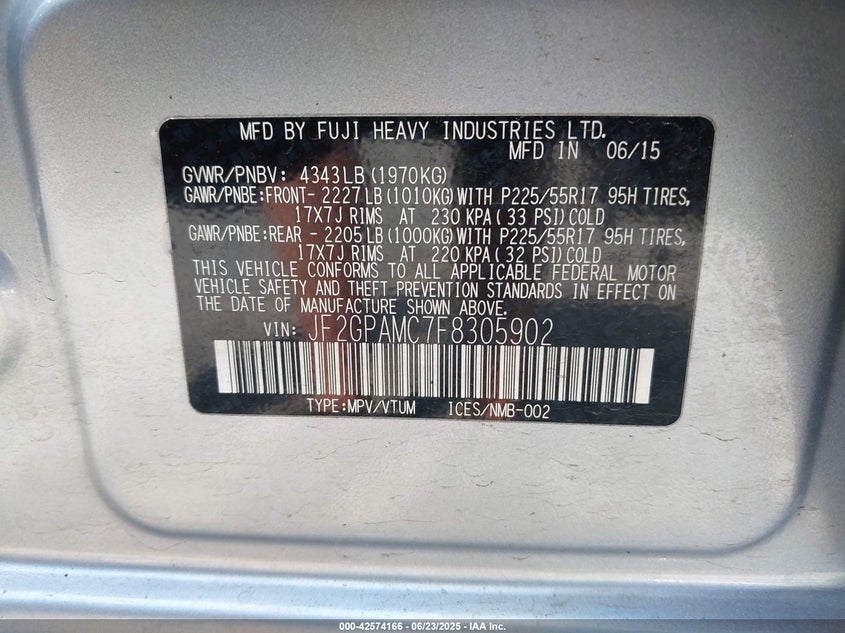 MFD BY FUJI HEAVY INDUSTRIES LTD.
MFD IN 06/15
GVWR/PNBV: 4343LB(1970KG)
GAWR/PNBE:FRONT- 2227LB(1010KG)WITH P225/55R17 95H TIRES,
17X7J RIMS AT 230 KPA(33 PSI)COLD
GAWR/PNBE:REAR - 2205LB(1000KG)WITH P225/55R17 95H TIRES,
17X7J RIMS AT 220 KPA(32 PSI)COLD
THIS VEHICLE CONFORMS TO ALL APPLICABLE FEDERAL MOTOR
VEHICLE SAFETY AND THEFT PREVENTION STANDARDS IN EFFECT ON
THE DATE OF MANUFACTURE SHOWN ABOVE.
VIN: JF2GPAMC7F8305902
TYPE:MPV/VTUM ICES/NMB-002
000-42574166 - 06/23/2025 - IAA Inc.